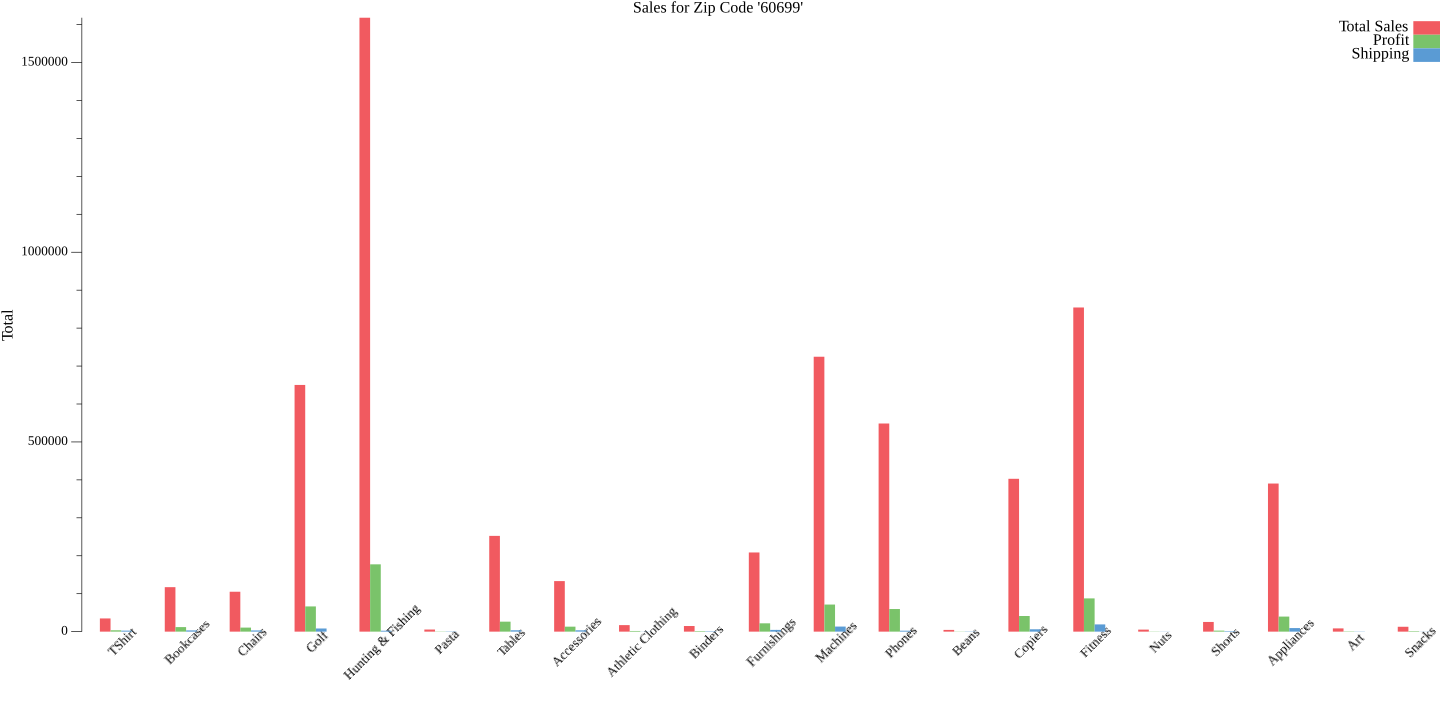 Sales for Zip Code '60699'
Total Sales
Profit
Shipping
1500000
1000000
500000
0
Total
TShirt
Bookcases
Chairs
Golf
Hunting & Fishing
Pasta
Tables
Accessories
Athletic Clothing
Binders
Furnishings
Machines
Phones
Beans
Copiers
Fitness
Nuts
Shorts
Appliances
Art
Snacks